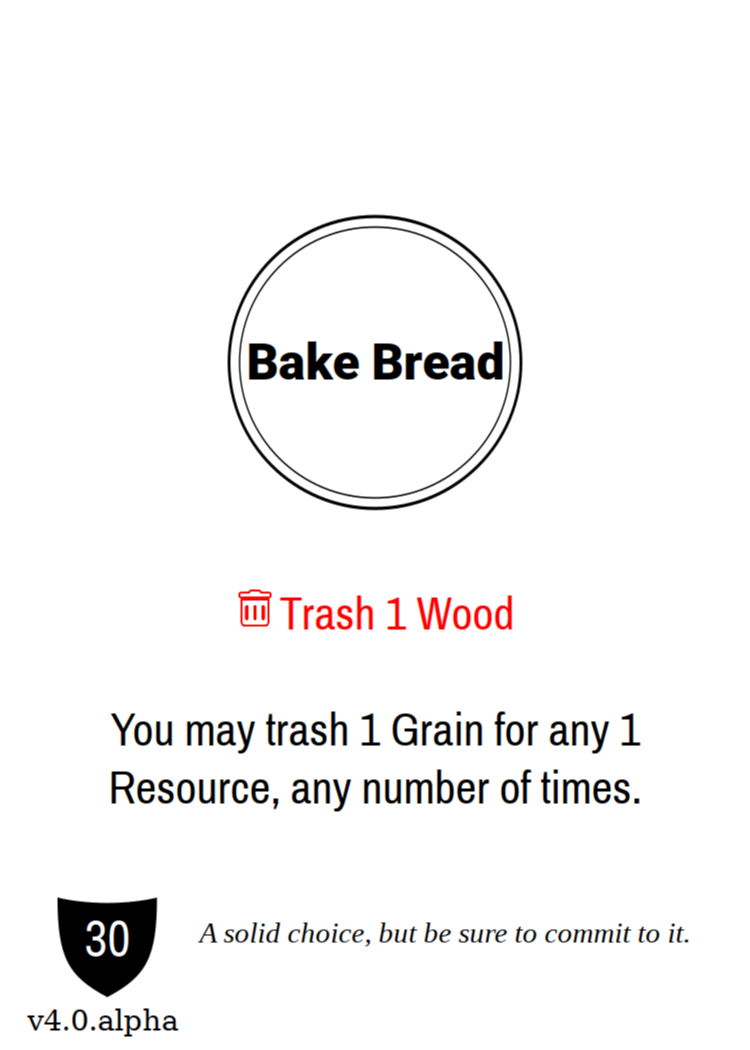 Bake Bread
Trash 1 Wood
You may trash 1 Grain for any 1
Resource, any number of times.
30
A solid choice, but be sure to commit to it.
v4.0.alpha